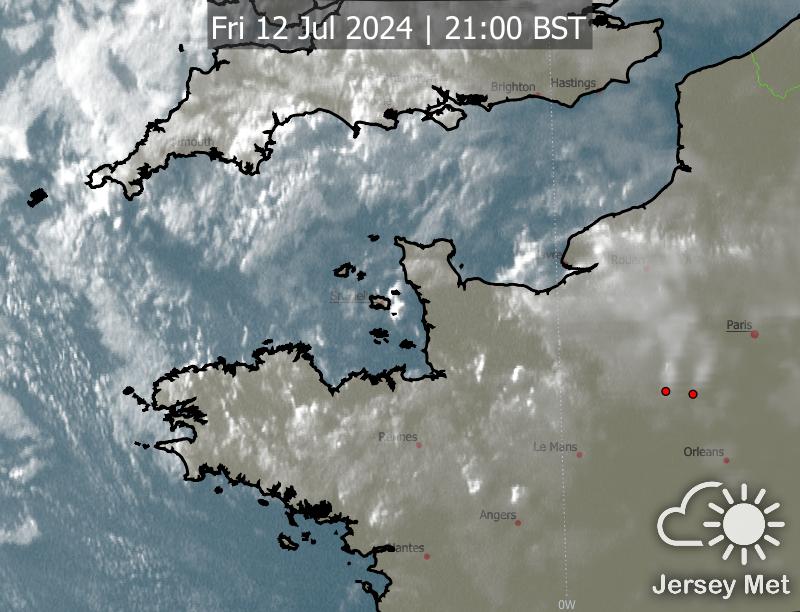 Fri 12 Jul 2024 | 21:00 BST
Brighton Hastings
Rouen
Paris
Rennes
Le Mans
Orleans
Angers
Nantes
Jersey Met
0W